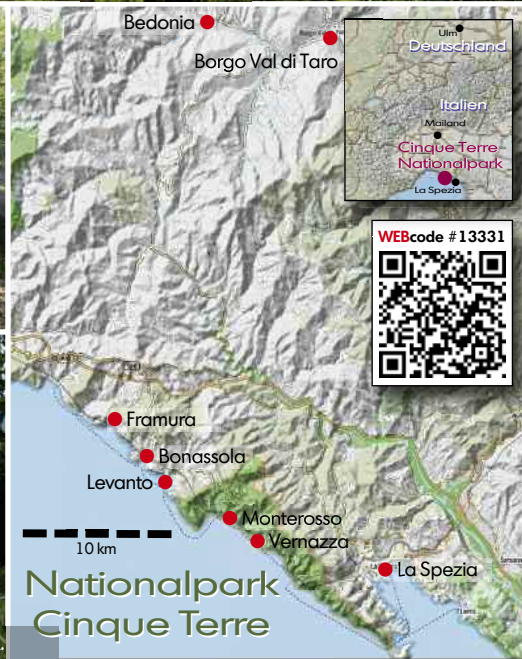 Bedonia
Borgo Val di Taro
Ulm
Deutschland
Italien
Mailand
Cinque Terre
Nationalpark
La Spezia
WEBcode #13331
Framura
Bonassola
Levanto
Monterosso
Vernazza
10 km
La Spezia
Nationalpark
Cinque Terre